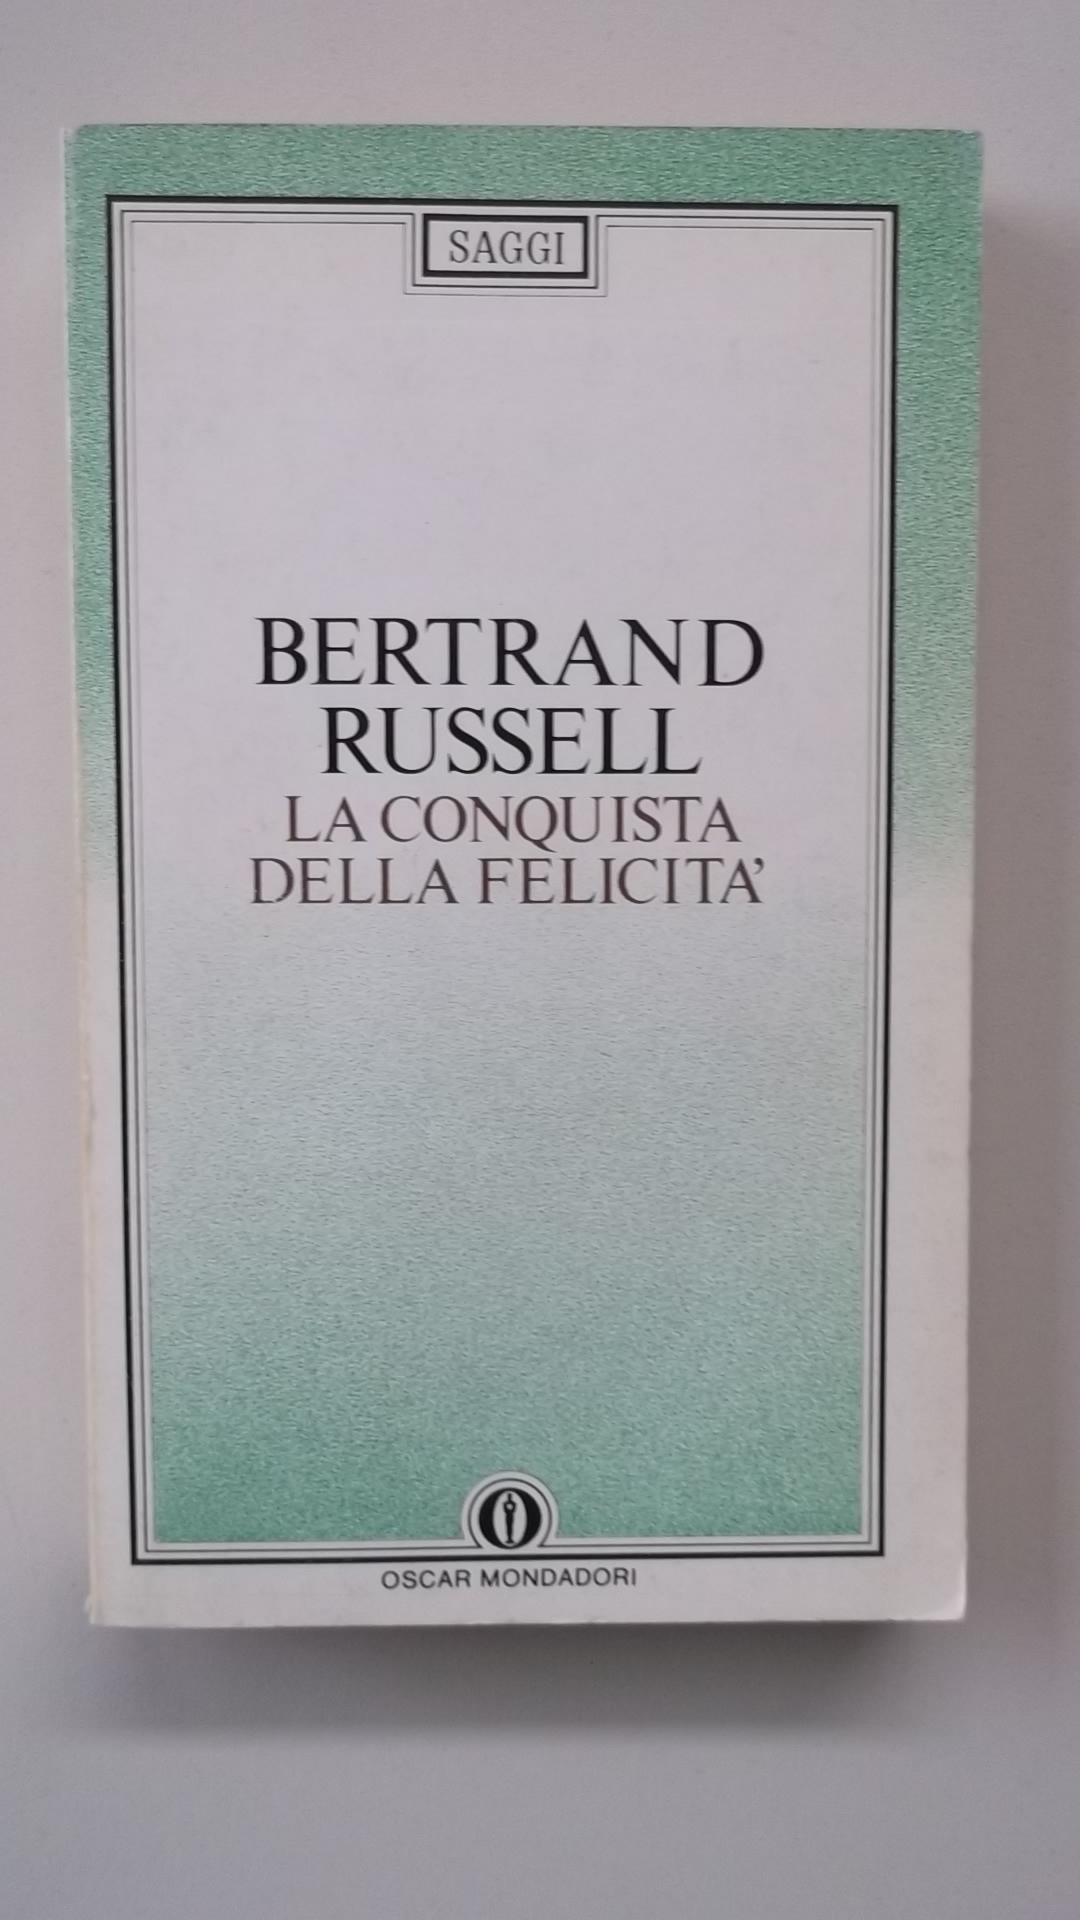 SAGGI
BERTRAND
RUSSELL
LA CONQUISTA
DELLA FELICITA'
OSCAR MONDADORI